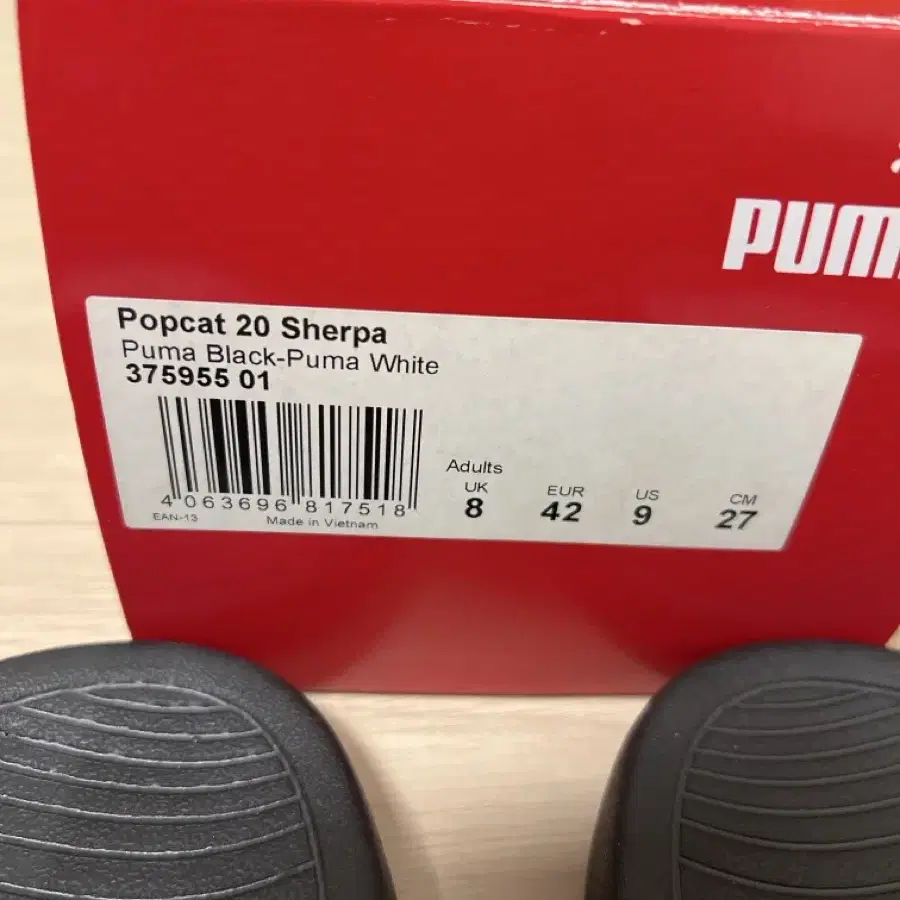 PUM
Popcat 20 Sherpa
Puma Black-Puma White
375955 01
4 063696 817518
EAN-13
Made in Vietnam
Adults
UK EUR US CM
8 42 9 27